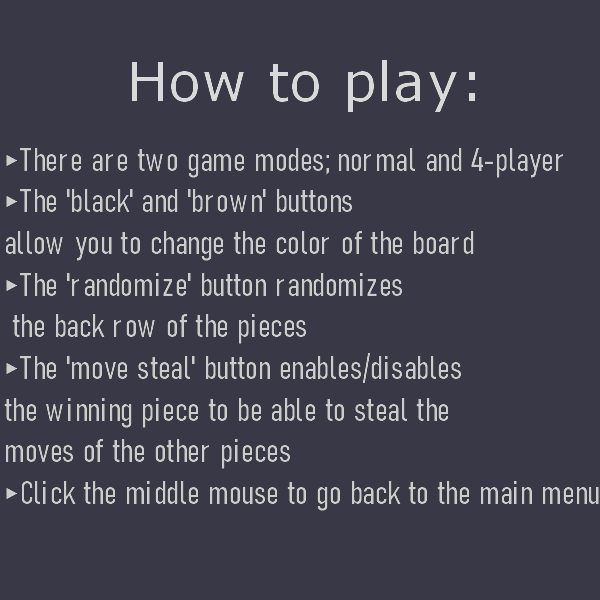 How to play:
▸There are two game modes; normal and 4-player
▸The 'black' and 'brown' buttons
allow you to change the color of the board
▸The 'randomize' button randomizes
the back row of the pieces
▸The 'move steal' button enables/disables
the winning piece to be able to steal the
moves of the other pieces
▸Click the middle mouse to go back to the main menu